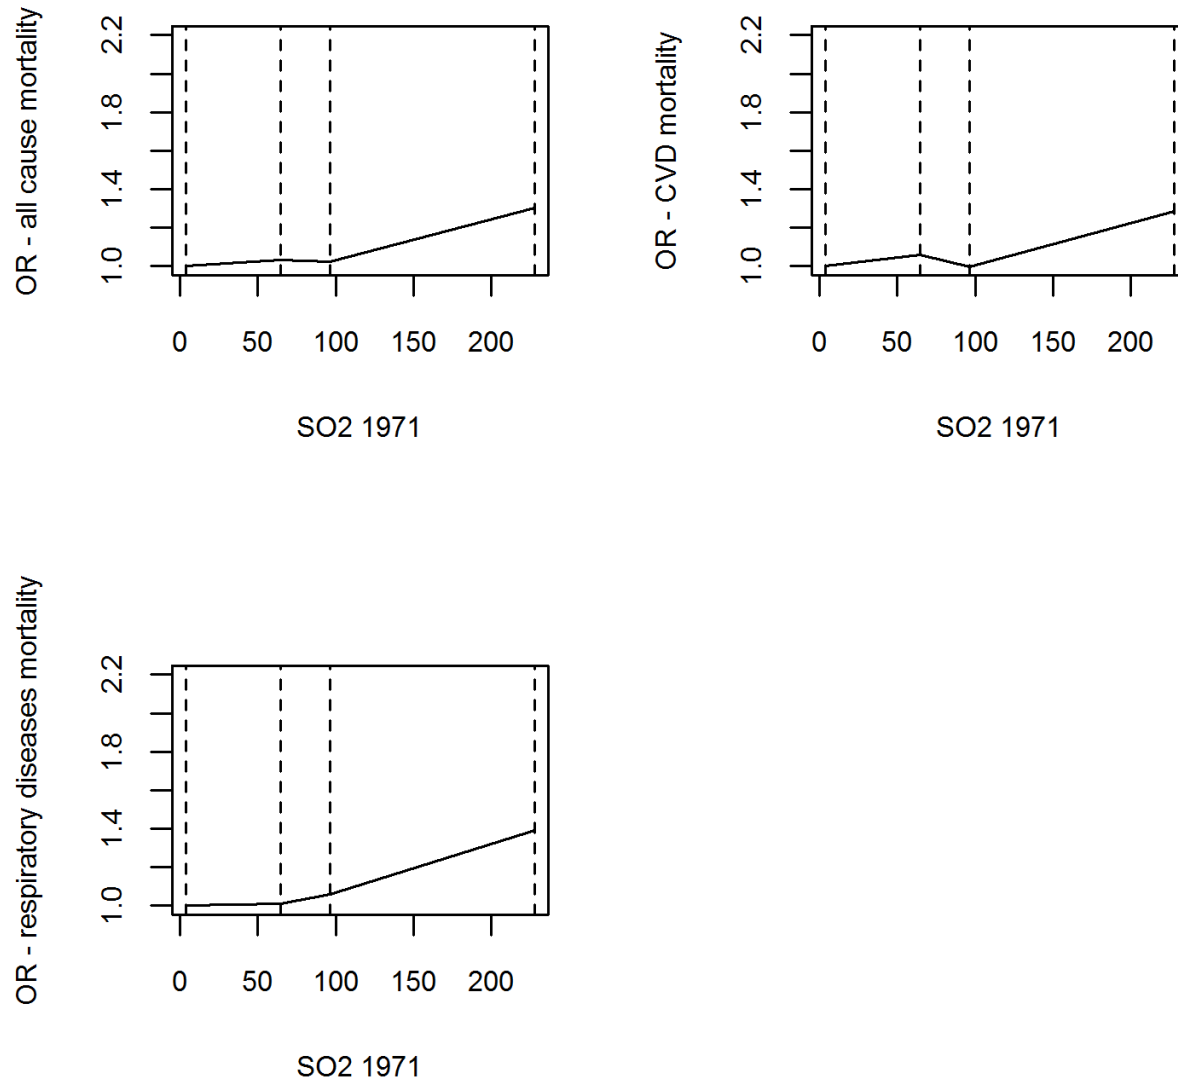 OR - all cause mortality
2.2
1.8
1.4
1.0
0 50 100 150 200
SO2 1971
OR - CVD mortality
2.2
1.8
1.4
1.0
0 50 100 150 200
SO2 1971
OR - respiratory diseases mortality
2.2
1.8
1.4
1.0
0 50 100 150 200
SO2 1971